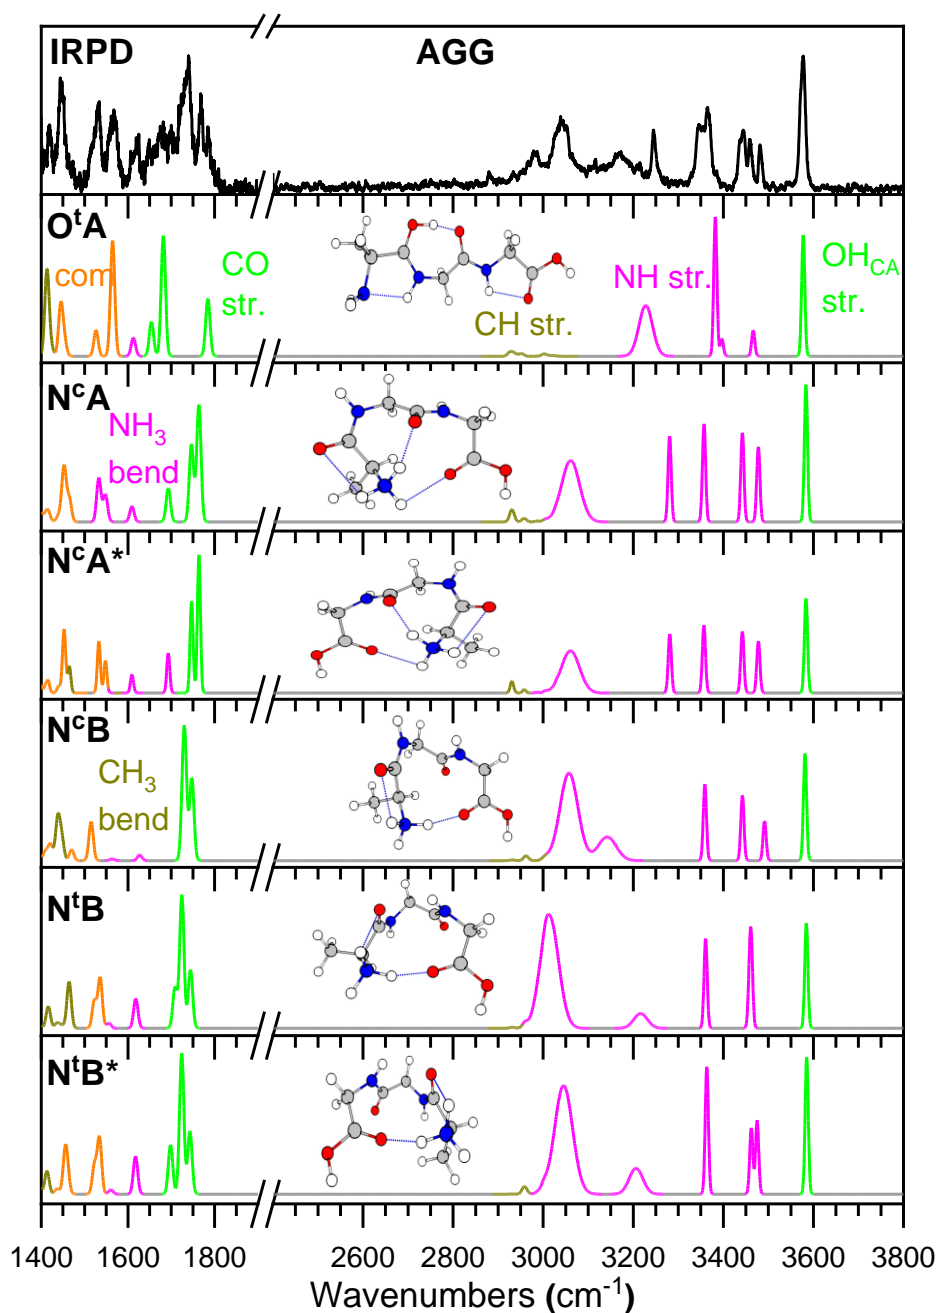 IRPD AGG
OᵗA
com
CO
str.
CH str.
NH str.
OH_CA
str.
NᶜA
NH₃
bend
NᶜA*
NᶜB
CH₃
bend
NᵗB
NᵗB*
1400 1600 1800 2600 2800 3000 3200 3400 3600 3800
Wavenumbers (cm⁻¹)